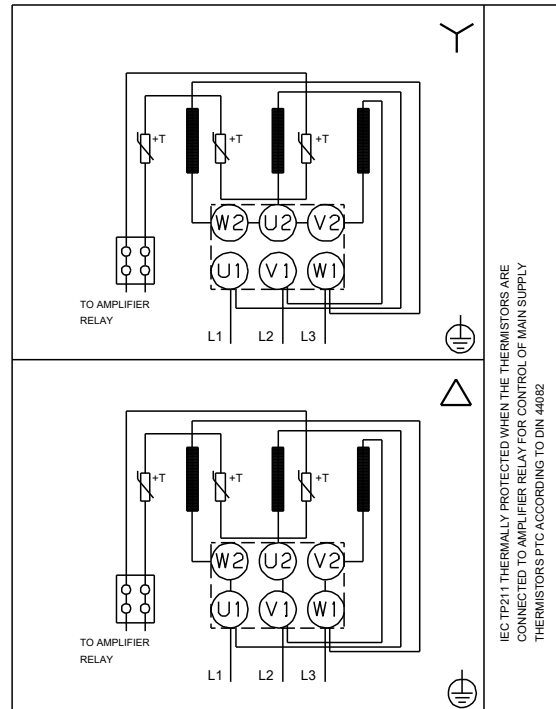 +T +T +T
W2 U2 V2
U1 V1 W1
TO AMPLIFIER
RELAY
L1 L2 L3
+T +T +T
W2 U2 V2
U1 V1 W1
TO AMPLIFIER
RELAY
L1 L2 L3
IEC TP211 THERMALLY PROTECTED WHEN THE THERMISTORS ARE
CONNECTED TO AMPLIFIER RELAY FOR CONTROL OF MAIN SUPPLY
THERMISTORS PTC ACCORDING TO DIN 44082